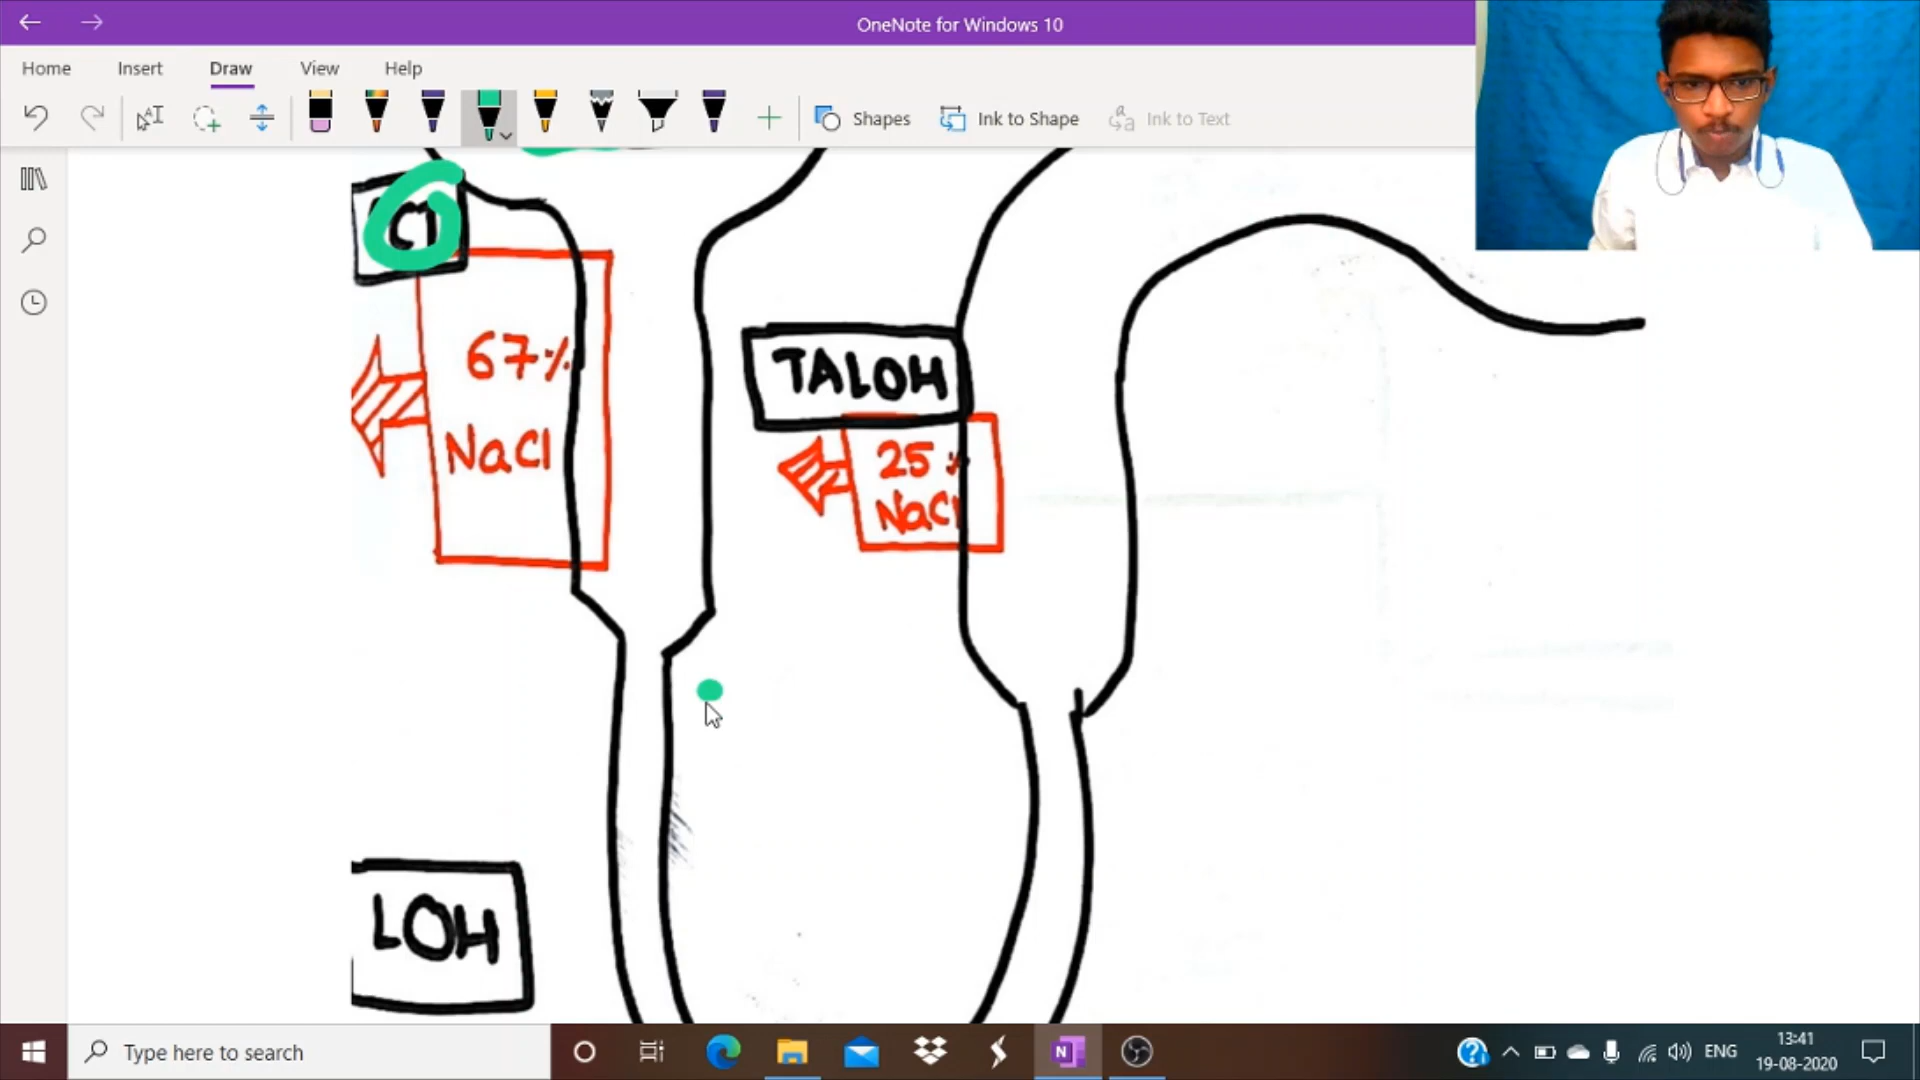 OneNote for Windows 10
Home Insert Draw View Help
Shapes Ink to Shape Ink to Text
67%
NaCl
TALOH
25%
NaCl
LOH
Type here to search
ENG
13:41
19-08-2020